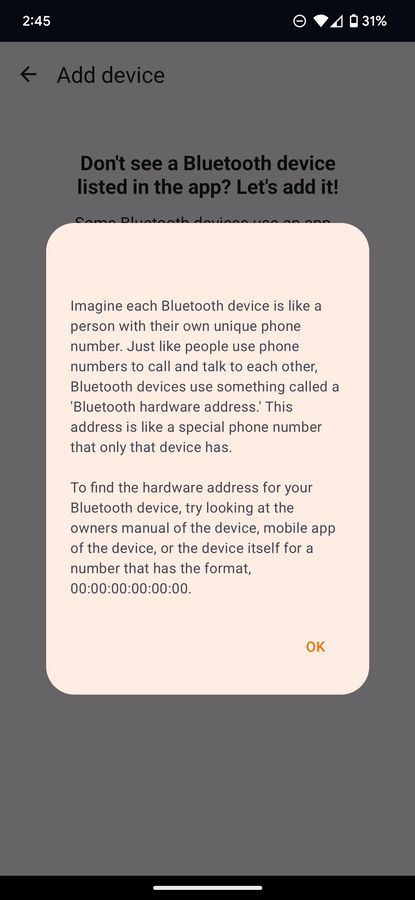 2:45
31%
Add device
Don't see a Bluetooth device
listed in the app? Let's add it!
Some Bluetooth devices use an app
Imagine each Bluetooth device is like a
person with their own unique phone
number. Just like people use phone
numbers to call and talk to each other,
Bluetooth devices use something called a
'Bluetooth hardware address.' This
address is like a special phone number
that only that device has.
To find the hardware address for your
Bluetooth device, try looking at the
owners manual of the device, mobile app
of the device, or the device itself for a
number that has the format,
00:00:00:00:00:00.
OK